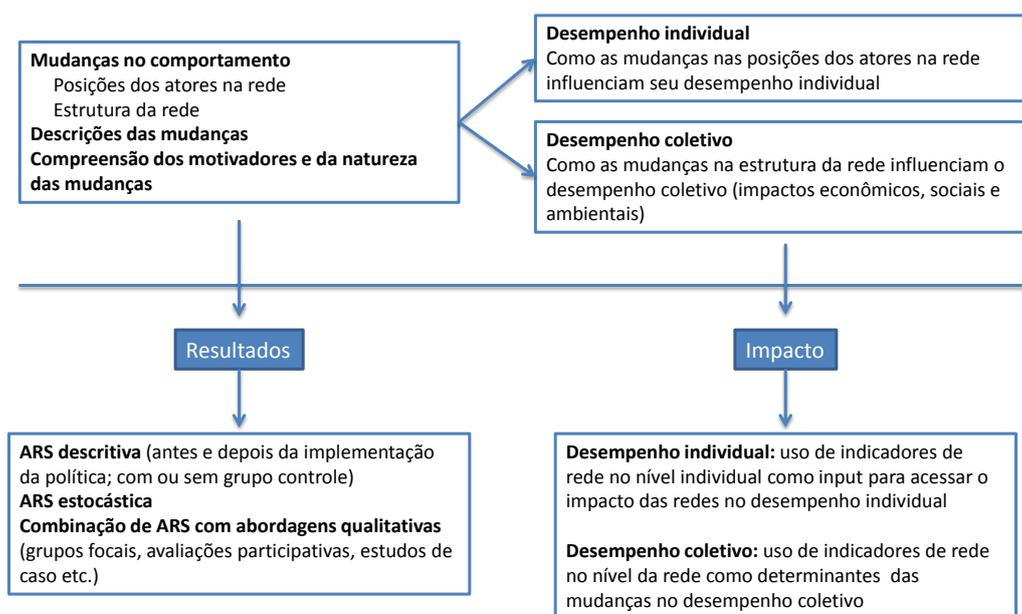 Mudanças no comportamento
Posições dos atores na rede
Estrutura da rede
Descrições das mudanças
Compreensão dos motivadores e da natureza
das mudanças
Desempenho individual
Como as mudanças nas posições dos atores na rede
influenciam seu desempenho individual
Desempenho coletivo
Como as mudanças na estrutura da rede influenciam o
desempenho coletivo (impactos econômicos, sociais e
ambientais)
Resultados
Impacto
ARS descritiva (antes e depois da implementação
da política; com ou sem grupo controle)
ARS estocástica
Combinação de ARS com abordagens qualitativas
(grupos focais, avaliações participativas, estudos de
caso etc.)
Desempenho individual: uso de indicadores de
rede no nível individual como input para acessar o
impacto das redes no desempenho individual
Desempenho coletivo: uso de indicadores de rede
no nível da rede como determinantes das
mudanças no desempenho coletivo